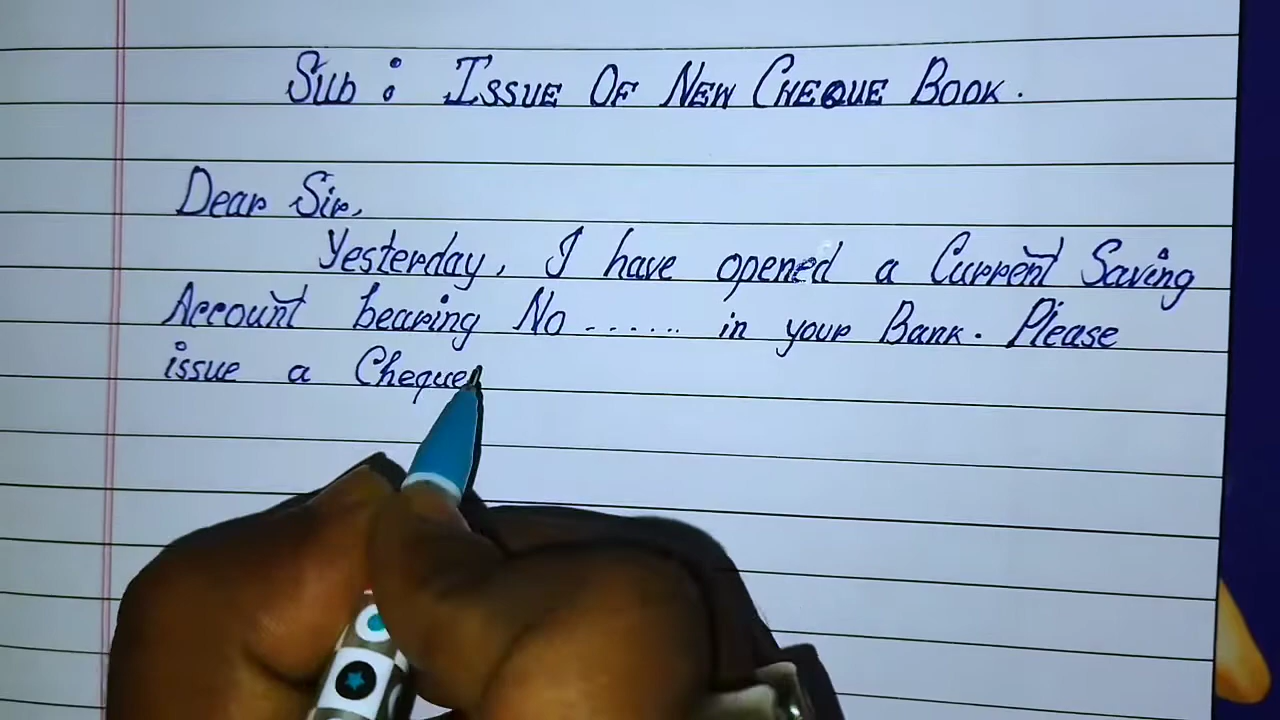 Sub : ISSUE OF NEW CHEQUE BOOK.
Dear Sir,
Yesterday, I have opened a Current Saving
Account bearing No ...... in your Bank. Please
issue a Cheque